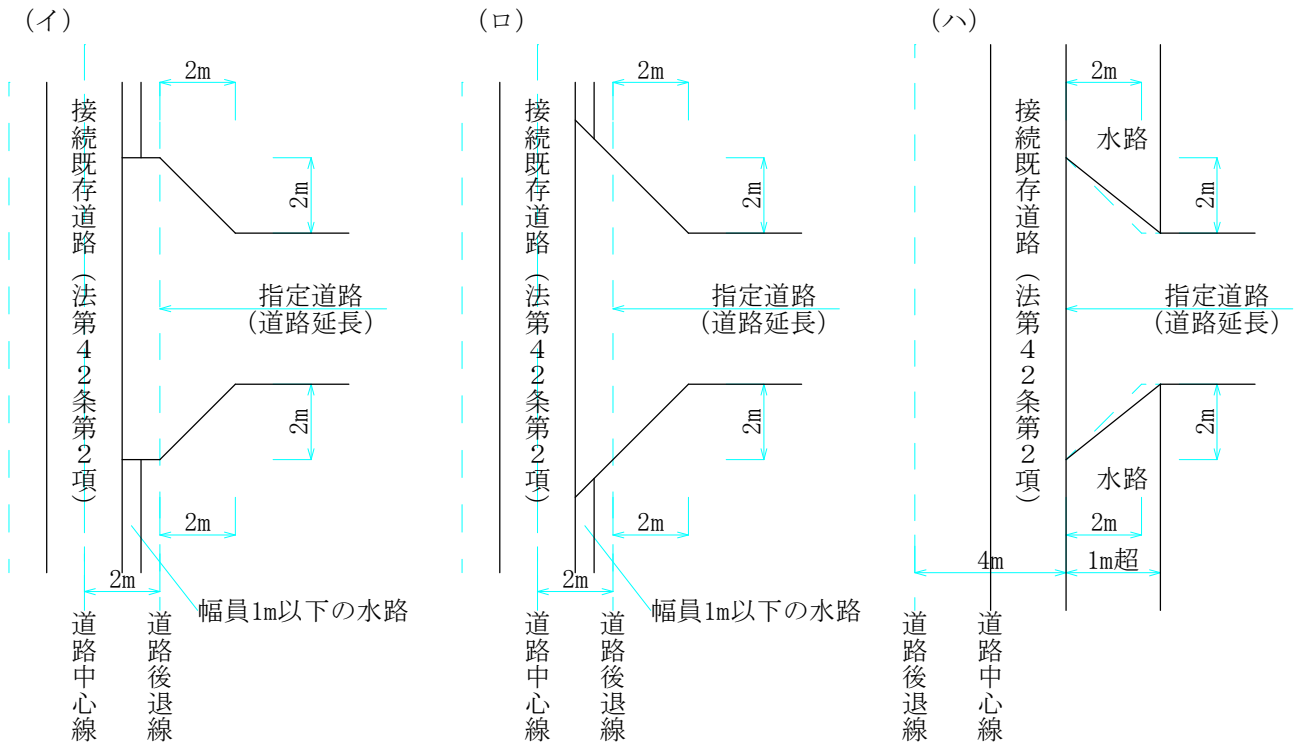 (イ)
2m
接続既存道路(法第42条第2項)
2m
指定道路
(道路延長)
2m
2m
2m
幅員1m以下の水路
道路中心線
道路後退線
(ロ)
2m
接続既存道路(法第42条第2項)
2m
指定道路
(道路延長)
2m
2m
2m
幅員1m以下の水路
道路中心線
道路後退線
(ハ)
2m
接続既存道路(法第42条第2項)
水路
2m
指定道路
(道路延長)
2m
水路
2m
4m
1m超
道路後退線
道路中心線